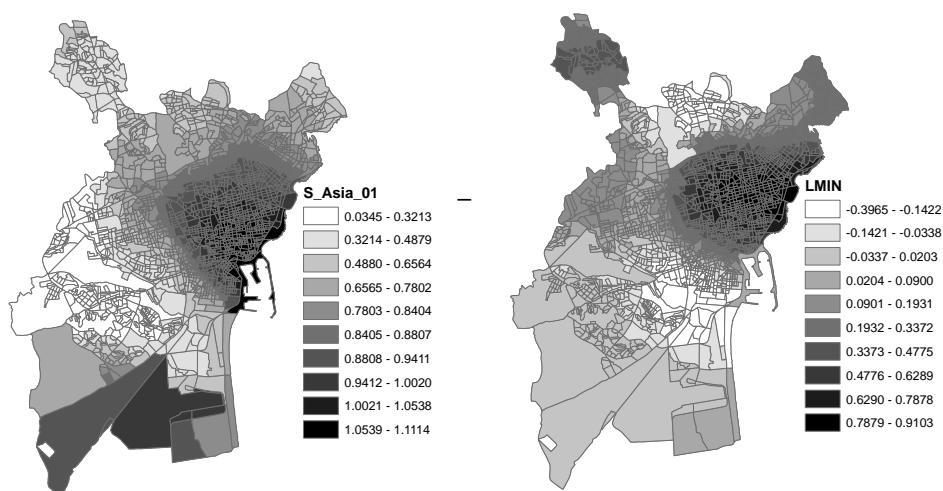 S_Asia_01
0.0345 - 0.3213
0.3214 - 0.4879
0.4880 - 0.6564
0.6565 - 0.7802
0.7803 - 0.8404
0.8405 - 0.8807
0.8808 - 0.9411
0.9412 - 1.0020
1.0021 - 1.0538
1.0539 - 1.1114
LMIN
-0.3965 - -0.1422
-0.1421 - -0.0338
-0.0337 - 0.0203
0.0204 - 0.0900
0.0901 - 0.1931
0.1932 - 0.3372
0.3373 - 0.4775
0.4776 - 0.6289
0.6290 - 0.7878
0.7879 - 0.9103